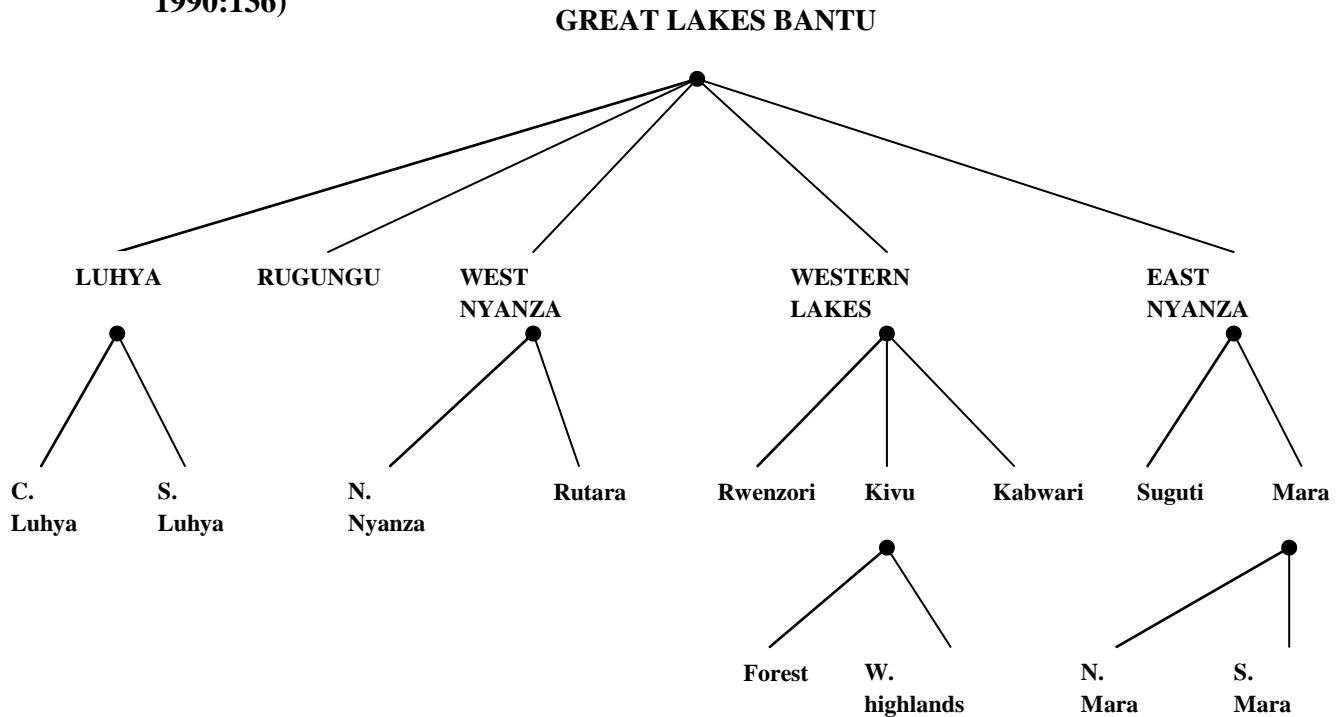 1990:136)
GREAT LAKES BANTU
LUHYA
RUGUNGU
WEST
NYANZA
WESTERN
LAKES
EAST
NYANZA
C.
Luhya
S.
Luhya
N.
Nyanza
Rutara
Rwenzori
Kivu
Kabwari
Suguti
Mara
Forest
W.
highlands
N.
Mara
S.
Mara